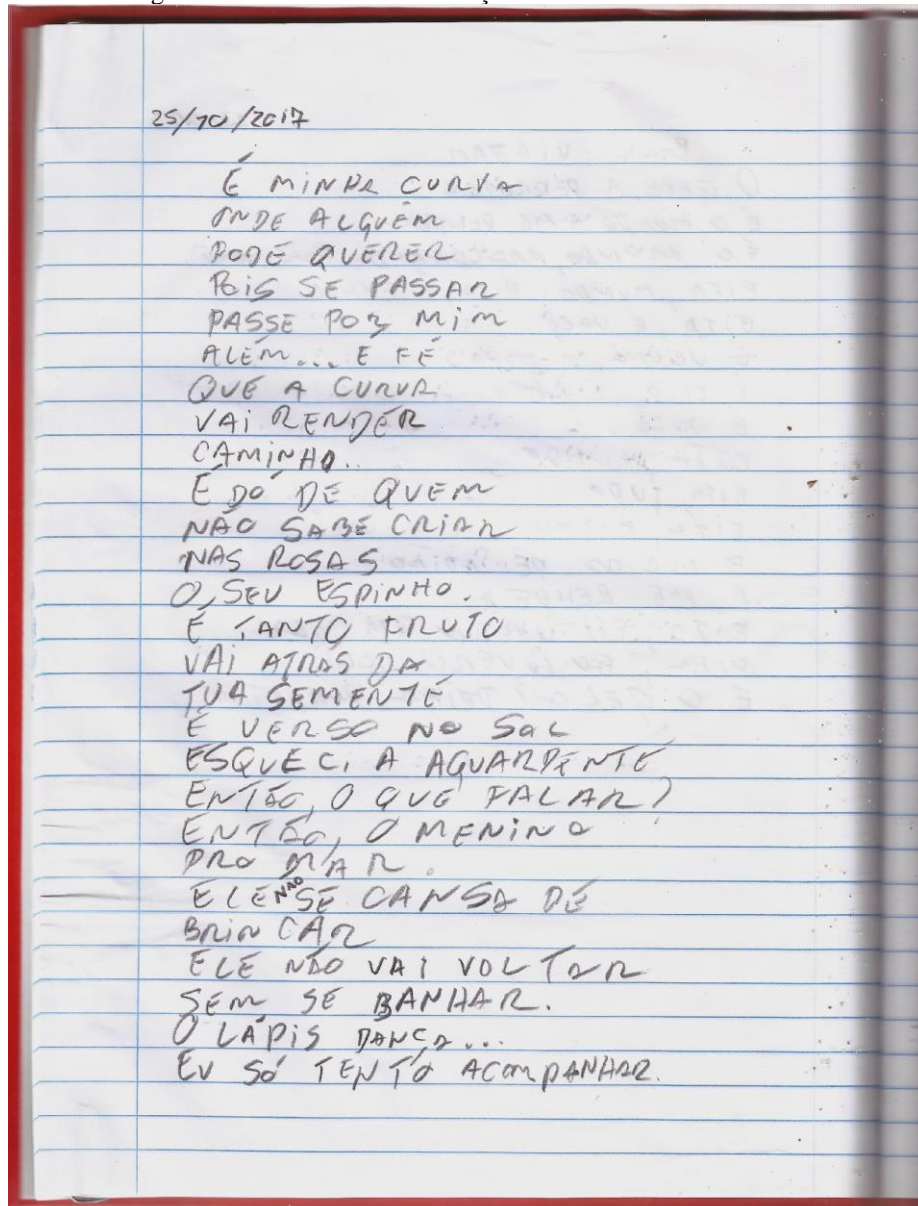 25/10/2017
É MINHA CURVA
ONDE ALGUÉM
PODE QUERER
POIS SE PASSAR
PASSE POR MIM
ALÉM... E FÉ
QUE A CURVA
VAI RENDER
CAMINHO..
É DÓ DE QUEM
NÃO SABE CRIAR
NAS ROSAS
O SEU ESPINHO.
É TANTO FRUTO
VAI ATRÁS DA
TUA SEMENTE
É VERSO NO SOL
ESQUECI A AGUARDENTE
ENTÃO, O QUE FALAR?
ENTÃO, O MENINO
PRO MAR.
ELE NÃO SE CANSA DE
BRINCAR
ELE NÃO VAI VOLTAR
SEM SE BANHAR.
O LÁPIS DANÇA...
EU SÓ TENTO ACOMPANHAR.